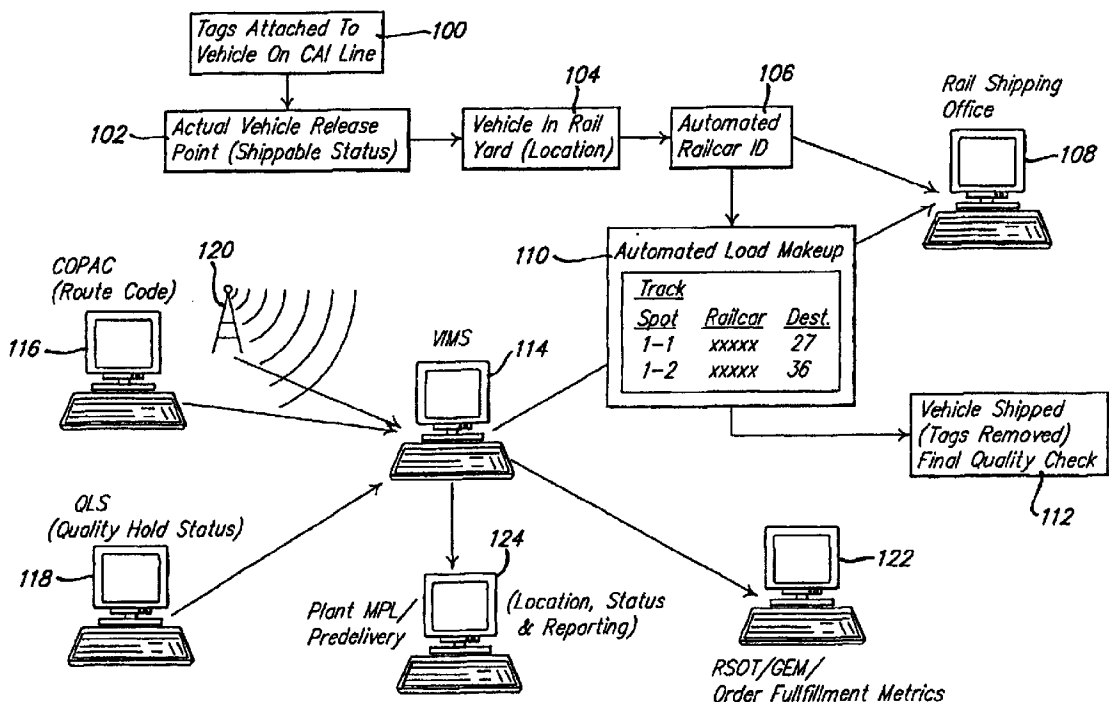 Tags Attached To
Vehicle On CAI Line
100
102
Actual Vehicle Release
Point (Shippable Status)
104
Vehicle In Rail
Yard (Location)
106
Automated
Railcar ID
Rail Shipping
Office
108
110
Automated Load Makeup
Track
Spot Railcar Dest.
1-1 xxxxx 27
1-2 xxxxx 36
COPAC
(Route Code)
116
120
VIMS
114
Vehicle Shipped
(Tags Removed)
Final Quality Check
112
QLS
(Quality Hold Status)
118
124
Plant MPL/
Predelivery
(Location, Status
& Reporting)
122
RSOT/GEM/
Order Fullfillment Metrics